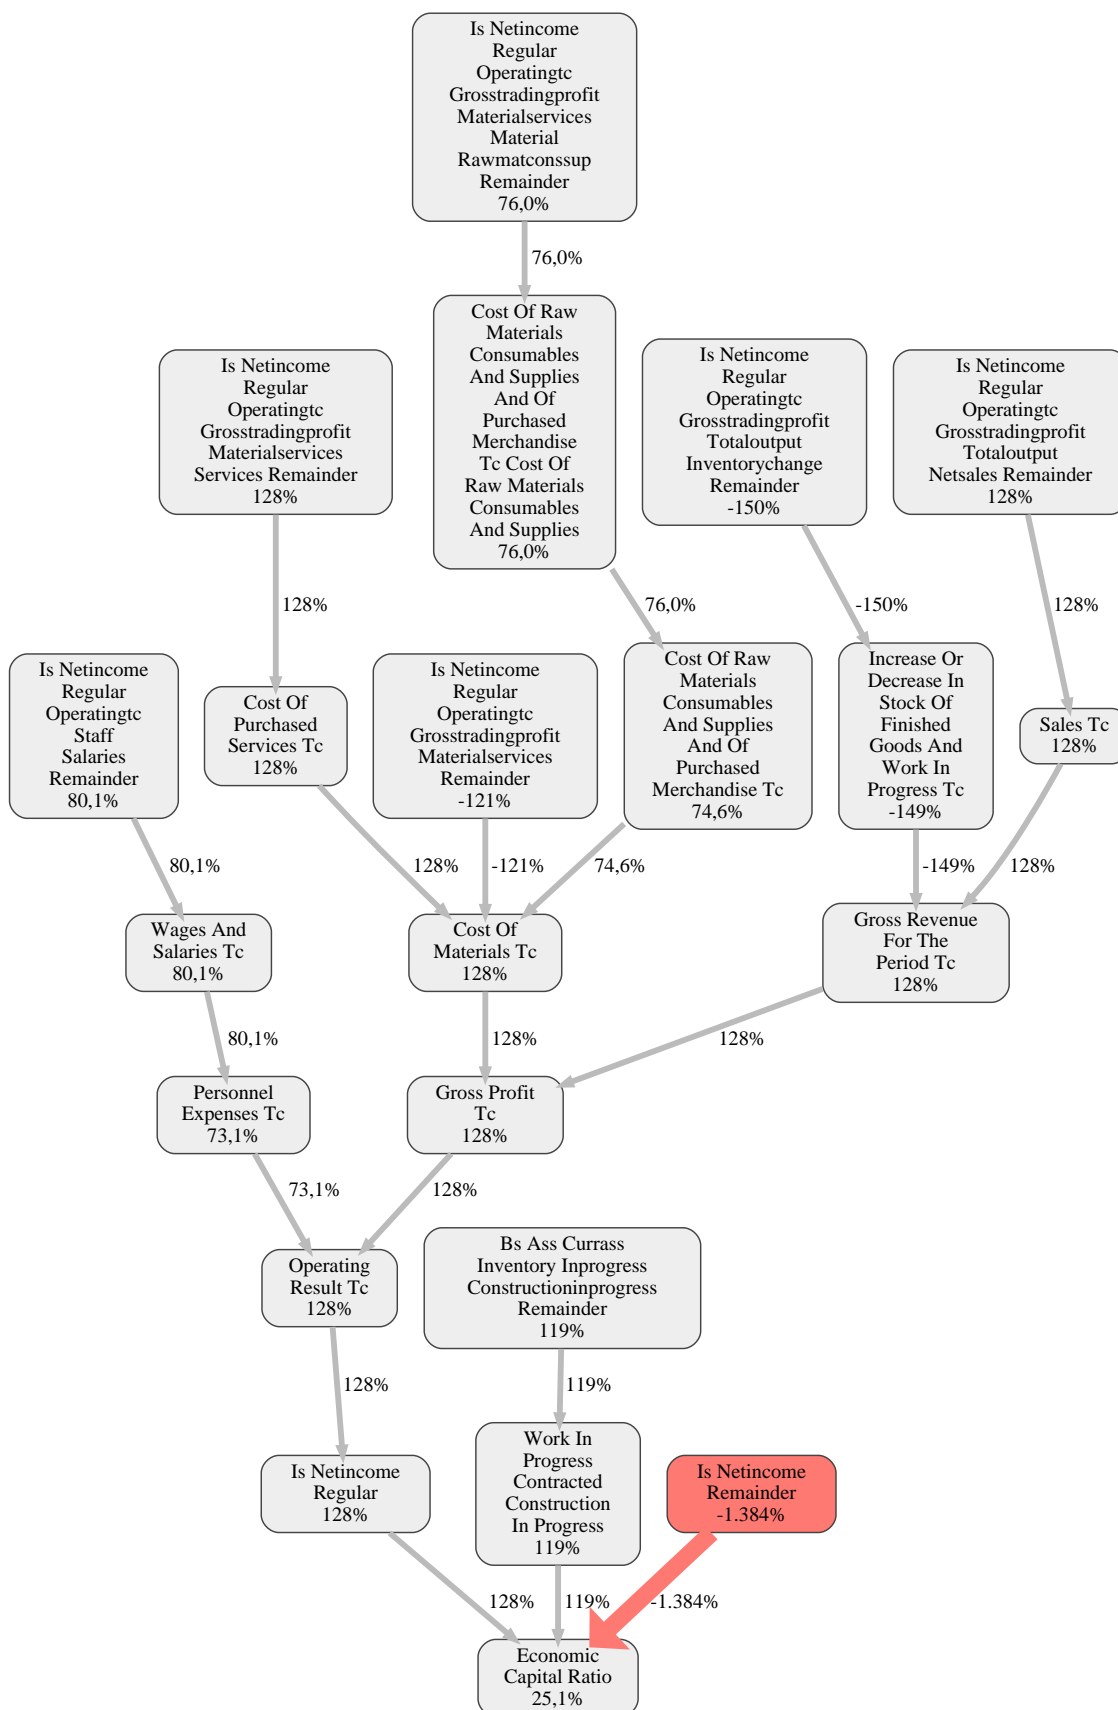 Is Netincome
Regular
Operatingtc
Grosstradingprofit
Materialservices
Material
Rawmatconssup
Remainder
76,0%
76,0%
Cost Of Raw
Materials
Consumables
And Supplies
And Of
Purchased
Merchandise
Tc Cost Of
Raw Materials
Consumables
And Supplies
76,0%
Is Netincome
Regular
Operatingtc
Grosstradingprofit
Materialservices
Services Remainder
128%
Is Netincome
Regular
Operatingtc
Grosstradingprofit
Totaloutput
Inventorychange
Remainder
-150%
Is Netincome
Regular
Operatingtc
Grosstradingprofit
Totaloutput
Netsales Remainder
128%
128%
76,0%
-150%
128%
Is Netincome
Regular
Operatingtc
Staff
Salaries
Remainder
80,1%
Cost Of
Purchased
Services Tc
128%
Is Netincome
Regular
Operatingtc
Grosstradingprofit
Materialservices
Remainder
-121%
Cost Of Raw
Materials
Consumables
And Supplies
And Of
Purchased
Merchandise Tc
74,6%
Increase Or
Decrease In
Stock Of
Finished
Goods And
Work In
Progress Tc
-149%
Sales Tc
128%
80,1%
128%
-121%
74,6%
-149%
128%
Wages And
Salaries Tc
80,1%
Cost Of
Materials Tc
128%
Gross Revenue
For The
Period Tc
128%
80,1%
128%
128%
Personnel
Expenses Tc
73,1%
Gross Profit
Tc
128%
73,1%
128%
Operating
Result Tc
128%
Bs Ass Currass
Inventory Inprogress
Constructioninprogress
Remainder
119%
128%
119%
Is Netincome
Regular
128%
Work In
Progress
Contracted
Construction
In Progress
119%
Is Netincome
Remainder
-1.384%
128%
119%
-1.384%
Economic
Capital Ratio
25,1%